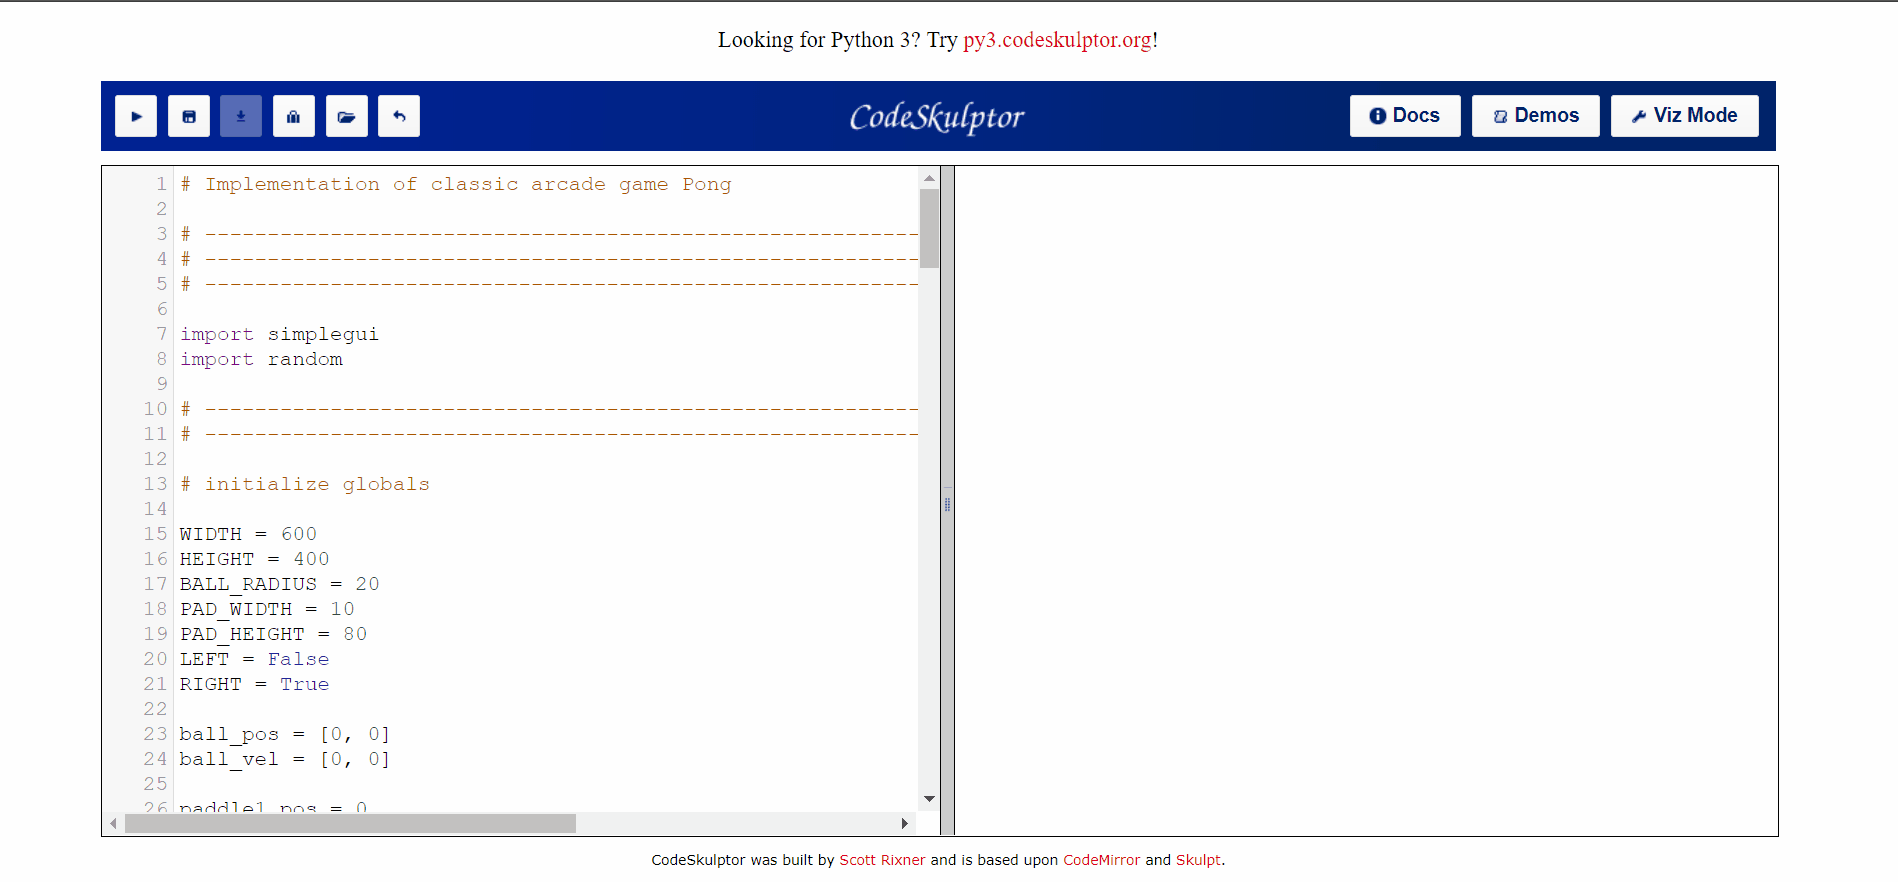 Looking for Python 3? Try py3.codeskulptor.org!
CodeSkulptor
Docs
Demos
Viz Mode
1 # Implementation of classic arcade game Pong
2
3 # ---------------------------------------------------------
4 # ---------------------------------------------------------
5 # ---------------------------------------------------------
6
7 import simplegui
8 import random
9
10 # ---------------------------------------------------------
11 # ---------------------------------------------------------
12
13 # initialize globals
14
15 WIDTH = 600
16 HEIGHT = 400
17 BALL_RADIUS = 20
18 PAD_WIDTH = 10
19 PAD_HEIGHT = 80
20 LEFT = False
21 RIGHT = True
22
23 ball_pos = [0, 0]
24 ball_vel = [0, 0]
25
26 paddle1_pos = 0
CodeSkulptor was built by Scott Rixner and is based upon CodeMirror and Skulpt.